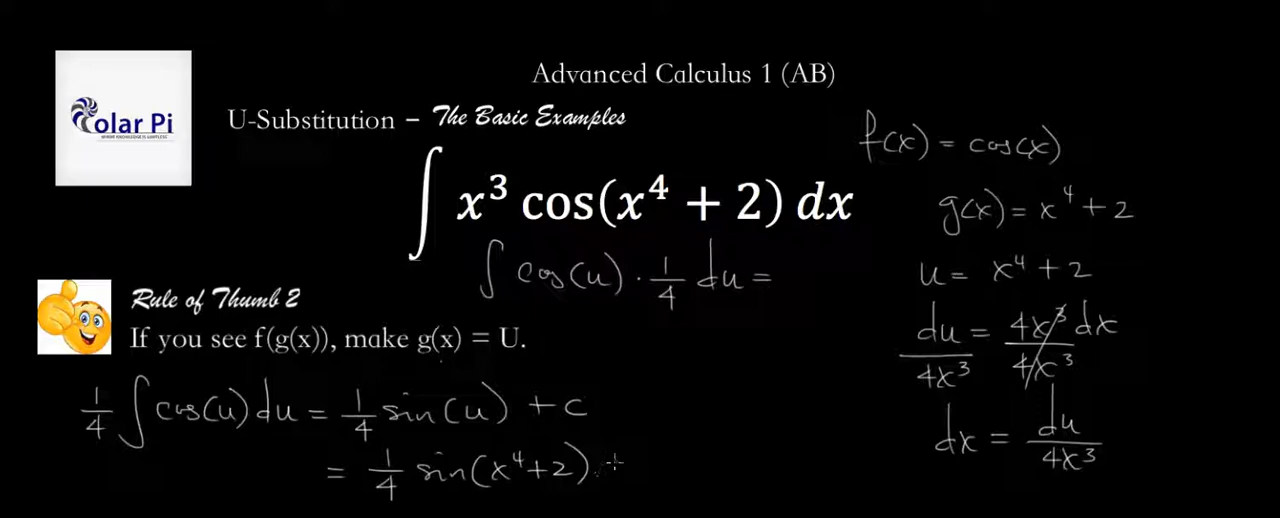 Advanced Calculus 1 (AB)
olar Pi
U-Substitution – The Basic Examples
∫ x³ cos(x⁴ + 2) dx
∫ cos(u) · 1/4 du =
f(x) = cos(x)
g(x) = x⁴ + 2
u = x⁴ + 2
du/4x³ = 4x³dx/4x³
dx = du/4x³
Rule of Thumb 2
If you see f(g(x)), make g(x) = U.
1/4 ∫ cos(u) du = 1/4 sin(u) + c
= 1/4 sin(x⁴+2) +